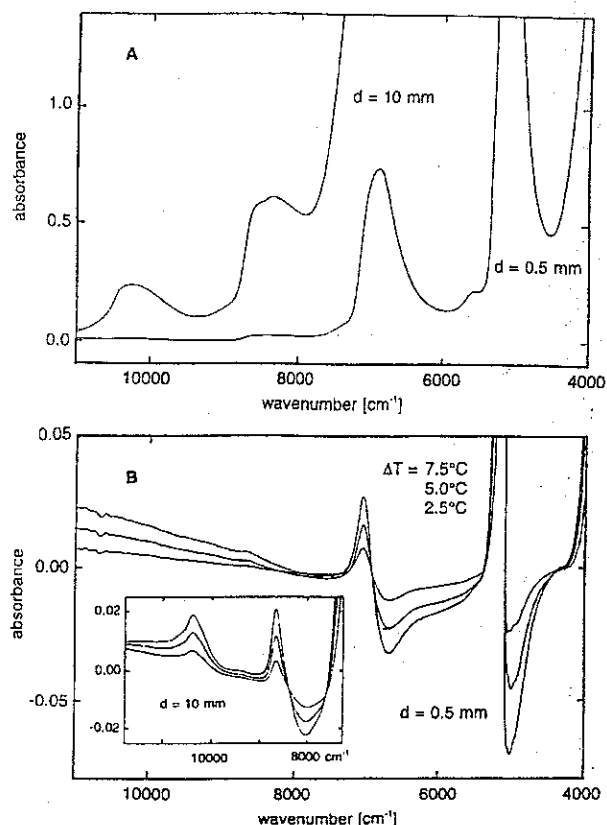 A
1.0
d = 10 mm
absorbance
0.5
d = 0.5 mm
0.0
10000 8000 6000 4000
wavenumber [cm⁻¹]
0.05
B
ΔT = 7.5°C
5.0°C
2.5°C
absorbance
0.00
0.02
0.00
d = 10 mm
-0.02
10000 8000 cm⁻¹
-0.05
d = 0.5 mm
10000 8000 6000 4000
wavenumber [cm⁻¹]